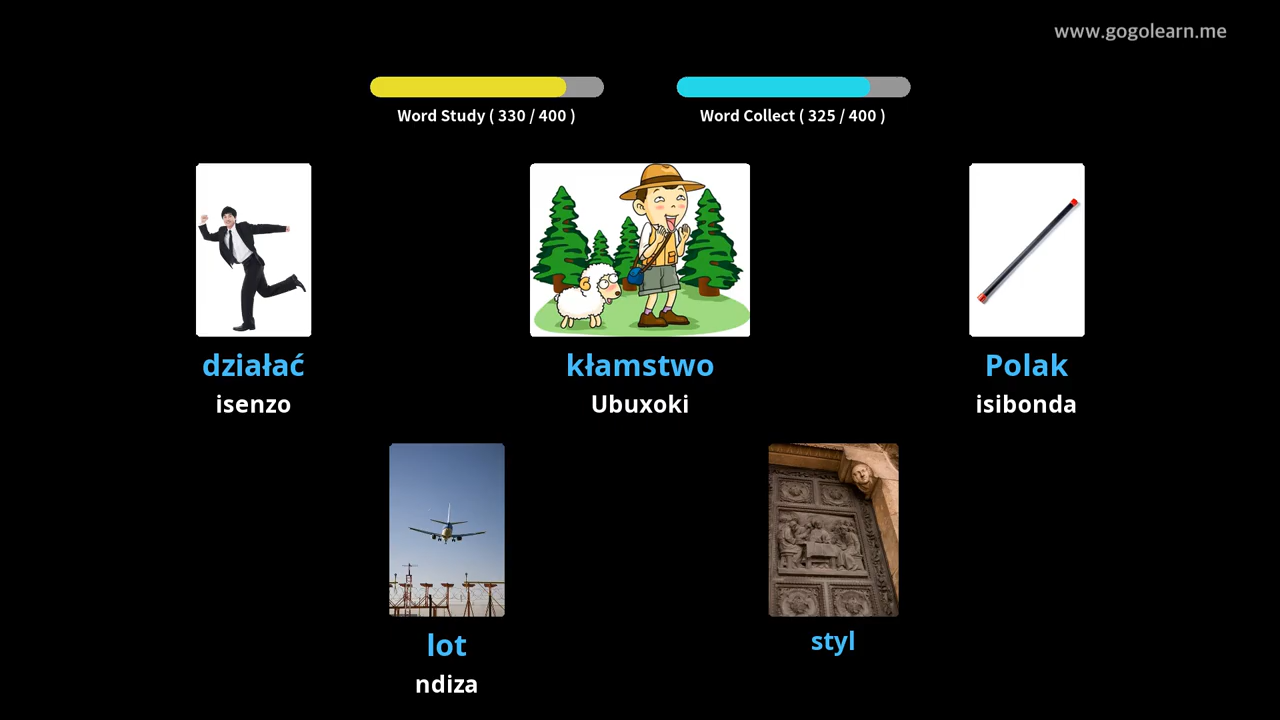 www.gogolearn.me
Word Study ( 330 / 400 )
Word Collect ( 325 / 400 )
działać
isenzo
kłamstwo
Ubuxoki
Polak
isibonda
lot
ndiza
styl